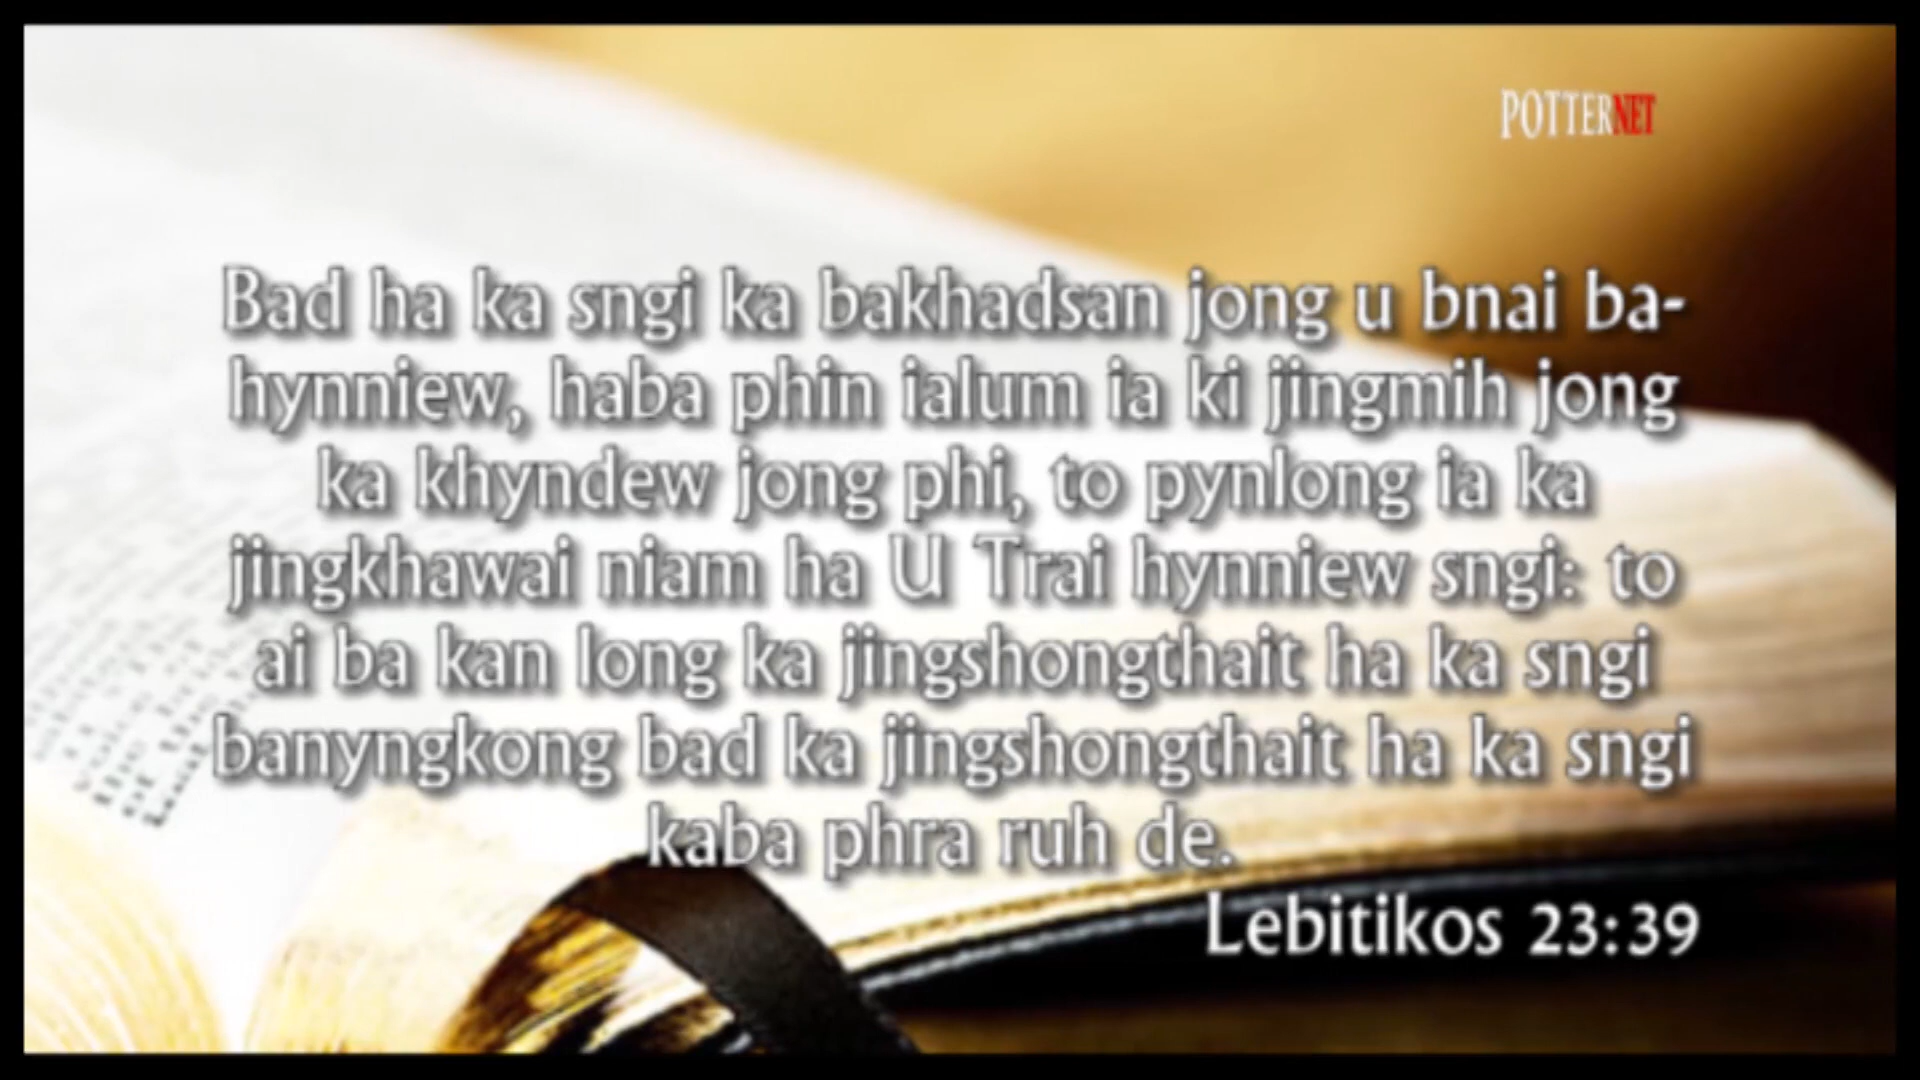 POTTERNET
Bad ha ka sngi ka bakhadsan jong u bnai ba-
hynniew, haba phin ialum ia ki jingmih jong
ka khyndew jong phi, to pynlong ia ka
jingkhawai niam ha U Trai hynniew sngi: to
ai ba kan long ka jingshongthait ha ka sngi
banyngkong bad ka jingshongthait ha ka sngi
kaba phra ruh de.
Lebitikos 23:39